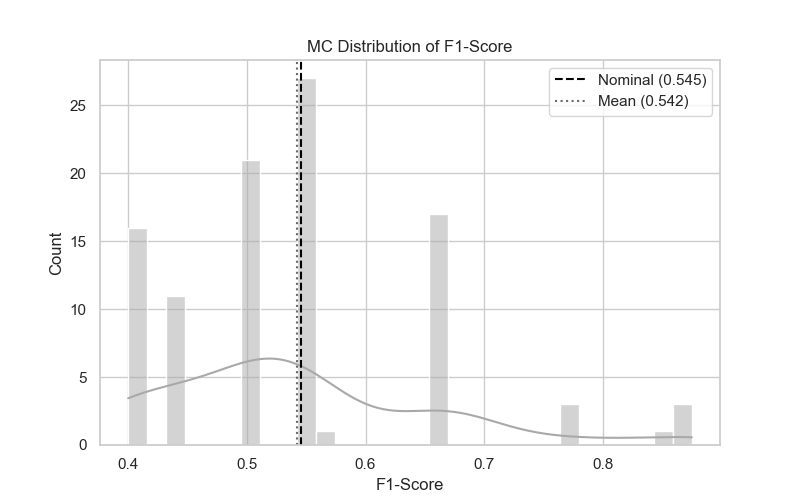 MC Distribution of F1-Score
Nominal (0.545)
Mean (0.542)
Count
25
20
15
10
5
0
0.4 0.5 0.6 0.7 0.8
F1-Score